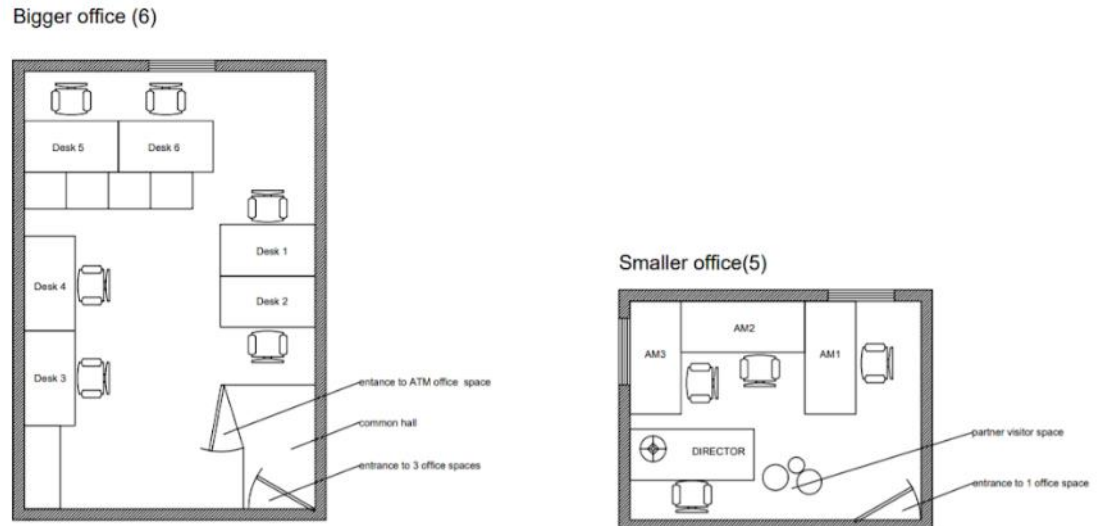 Bigger office (6)
Desk 5
Desk 6
Desk 1
Desk 4
Desk 2
Desk 3
entance to ATM office space
common hall
entrance to 3 office spaces
Smaller office(5)
AM2
AM3
AM1
partner visitor space
DIRECTOR
entrance to 1 office space